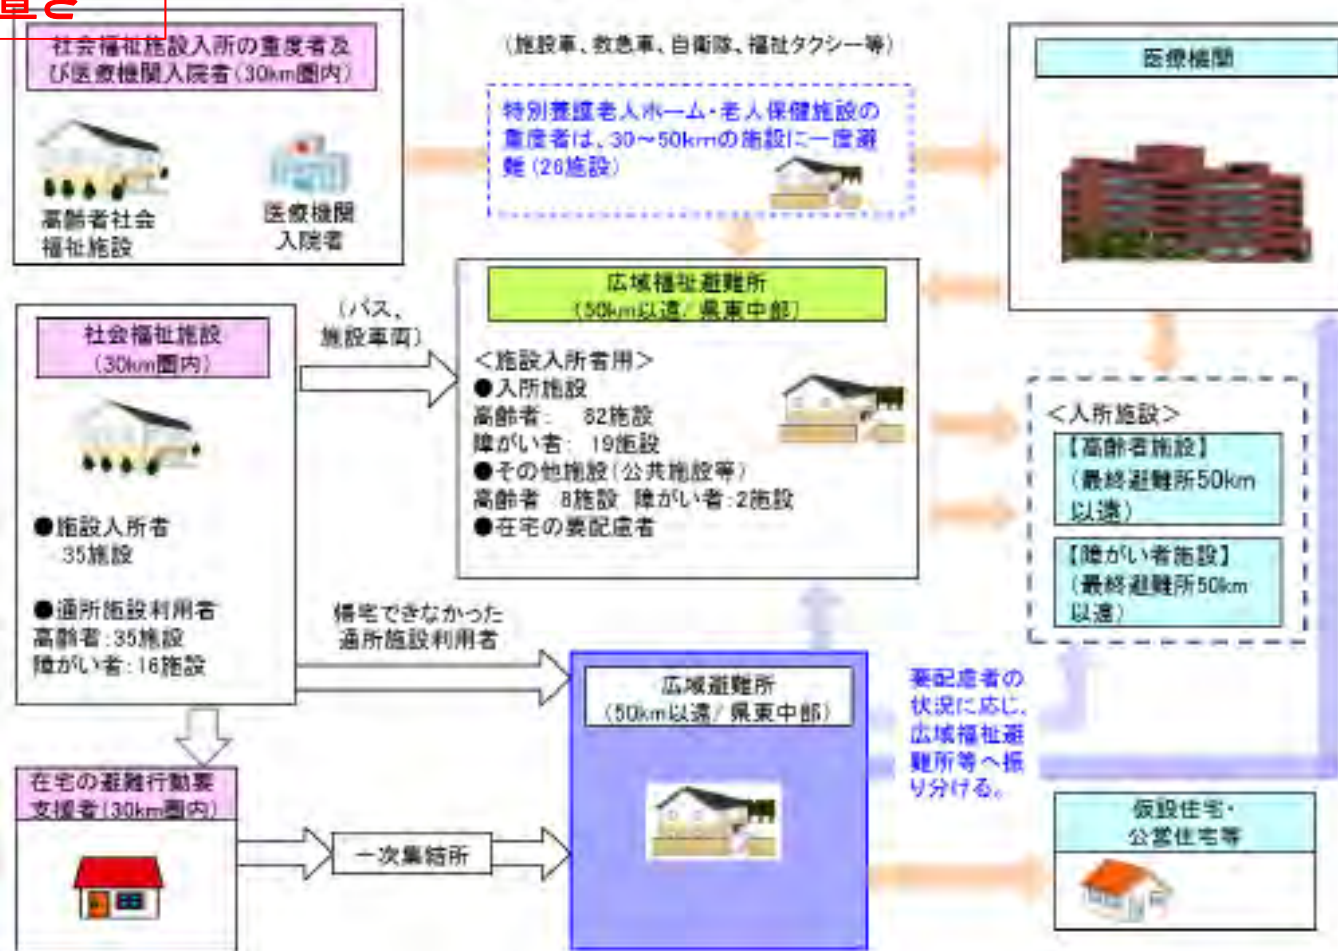 社会福祉施設入所の重度者及
び医療機関入院者(30km圏内)
高齢者社会
福祉施設
医療機関
入院者
(施設車、救急車、自衛隊、福祉タクシー等)
特別養護老人ホーム・老人保健施設の
重度者は、30~50kmの施設に一度避
難(26施設)
医療機関
社会福祉施設
(30km圏内)
●施設入所者
35施設
●通所施設利用者
高齢者:35施設
障がい者:16施設
(バス、
施設車両)
広域福祉避難所
(50km以遠/県東中部)
<施設入所者用>
●入所施設
高齢者: 82施設
障がい者: 19施設
●その他施設(公共施設等)
高齢者 8施設 障がい者:2施設
●在宅の要配慮者
<入所施設>
【高齢者施設】
(最終避難所50km
以遠)
【障がい者施設】
(最終避難所50km
以遠)
帰宅できなかった
通所施設利用者
広域避難所
(50km以遠/県東中部)
要配慮者の
状況に応じ、
広域福祉避
難所等へ振
り分ける。
在宅の避難行動要
支援者(30km圏内)
一次集結所
仮設住宅・
公営住宅等